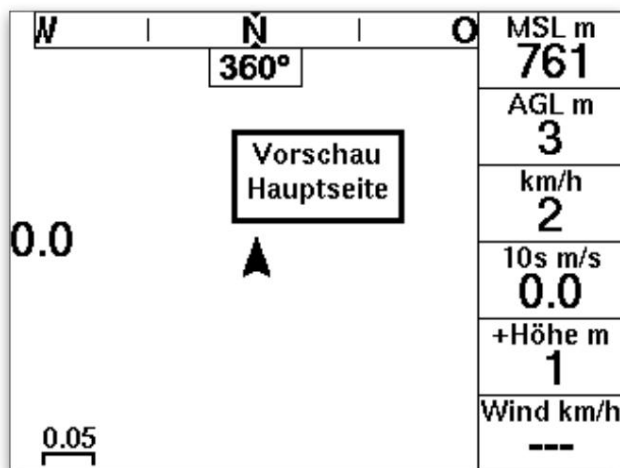 W N O
360°
Vorschau
Hauptseite
0.0
0.05
MSL m
761
AGL m
3
km/h
2
10s m/s
0.0
+Höhe m
1
Wind km/h
---